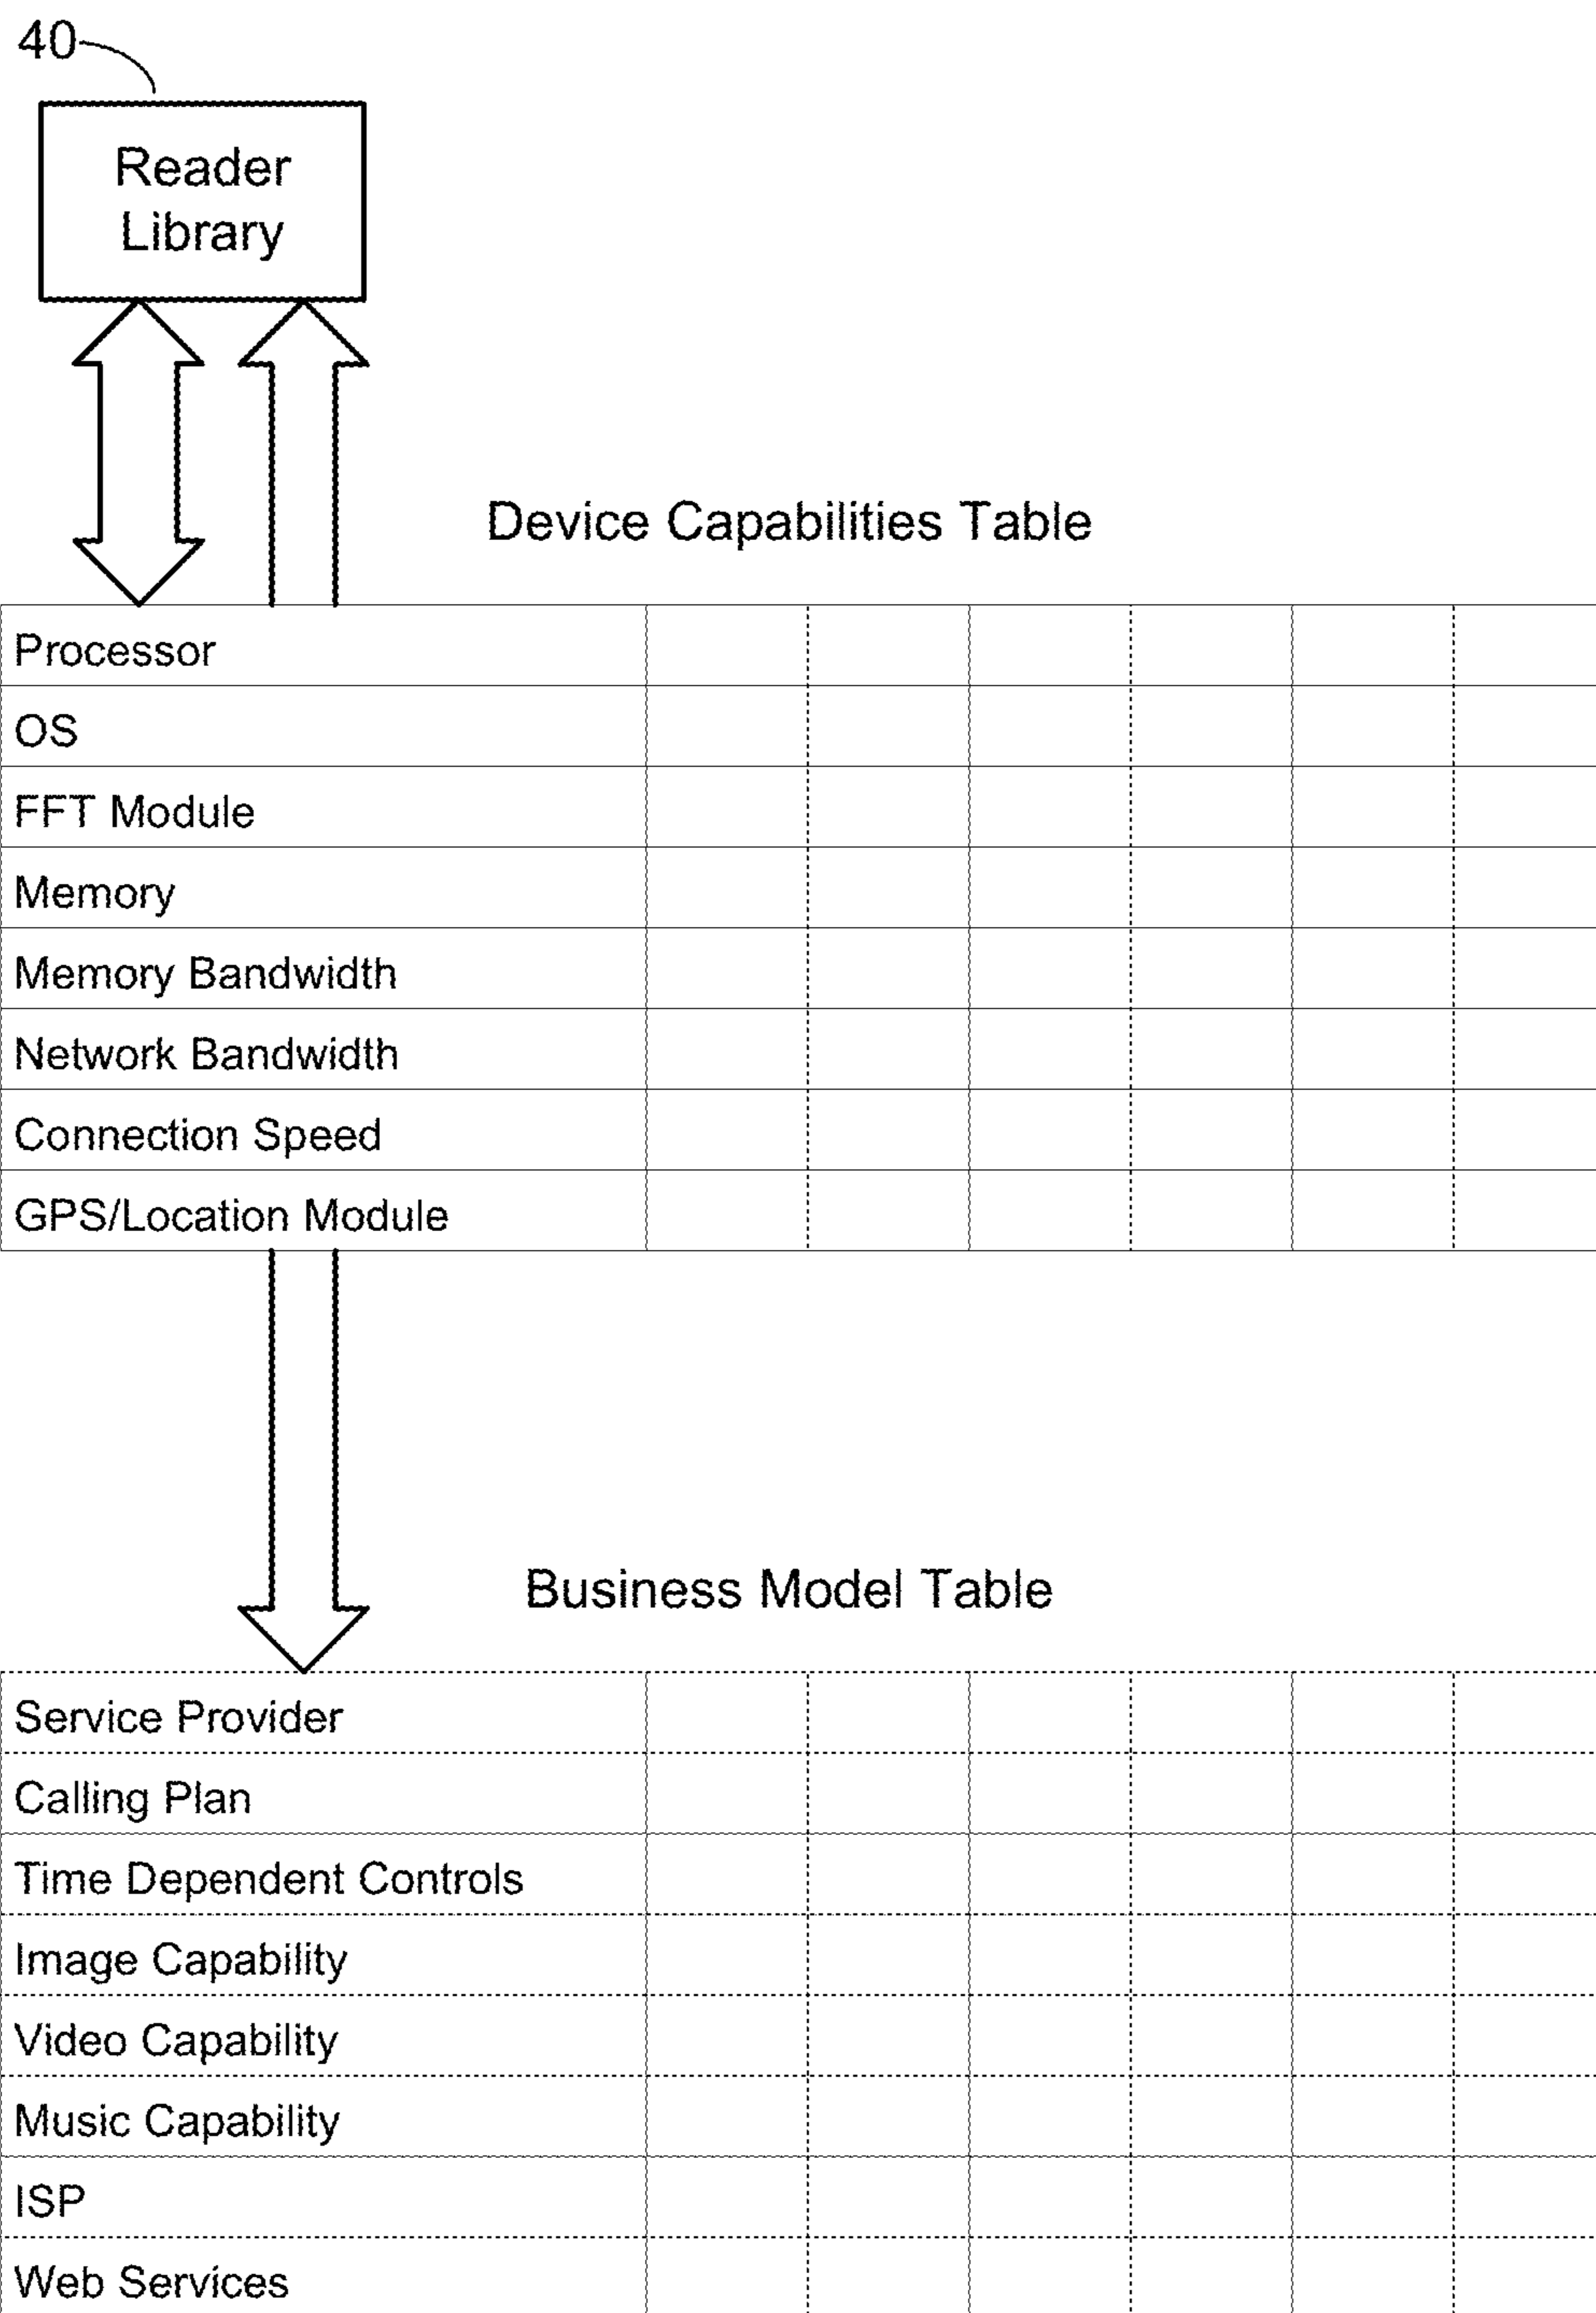 40
Reader
Library
Device Capabilities Table
Processor
OS
FFT Module
Memory
Memory Bandwidth
Network Bandwidth
Connection Speed
GPS/Location Module
Business Model Table
Service Provider
Calling Plan
Time Dependent Controls
Image Capability
Video Capability
Music Capability
ISP
Web Services